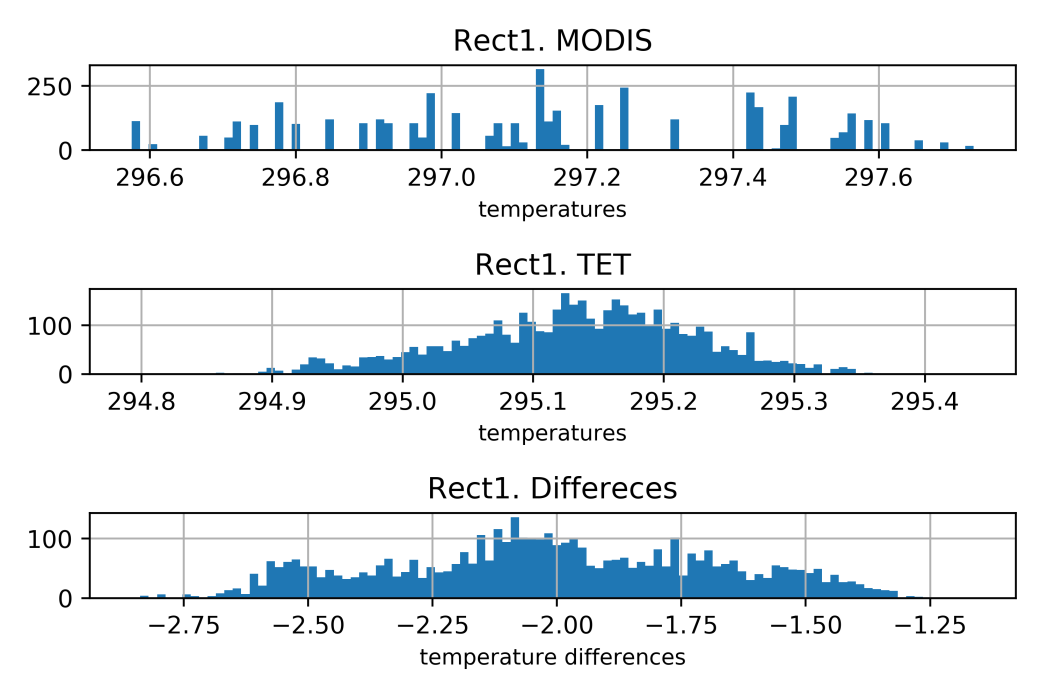 Rect1. MODIS
250
0
296.6 296.8 297.0 297.2 297.4 297.6
temperatures
Rect1. TET
100
0
294.8 294.9 295.0 295.1 295.2 295.3 295.4
temperatures
Rect1. Differeces
100
0
−2.75 −2.50 −2.25 −2.00 −1.75 −1.50 −1.25
temperature differences